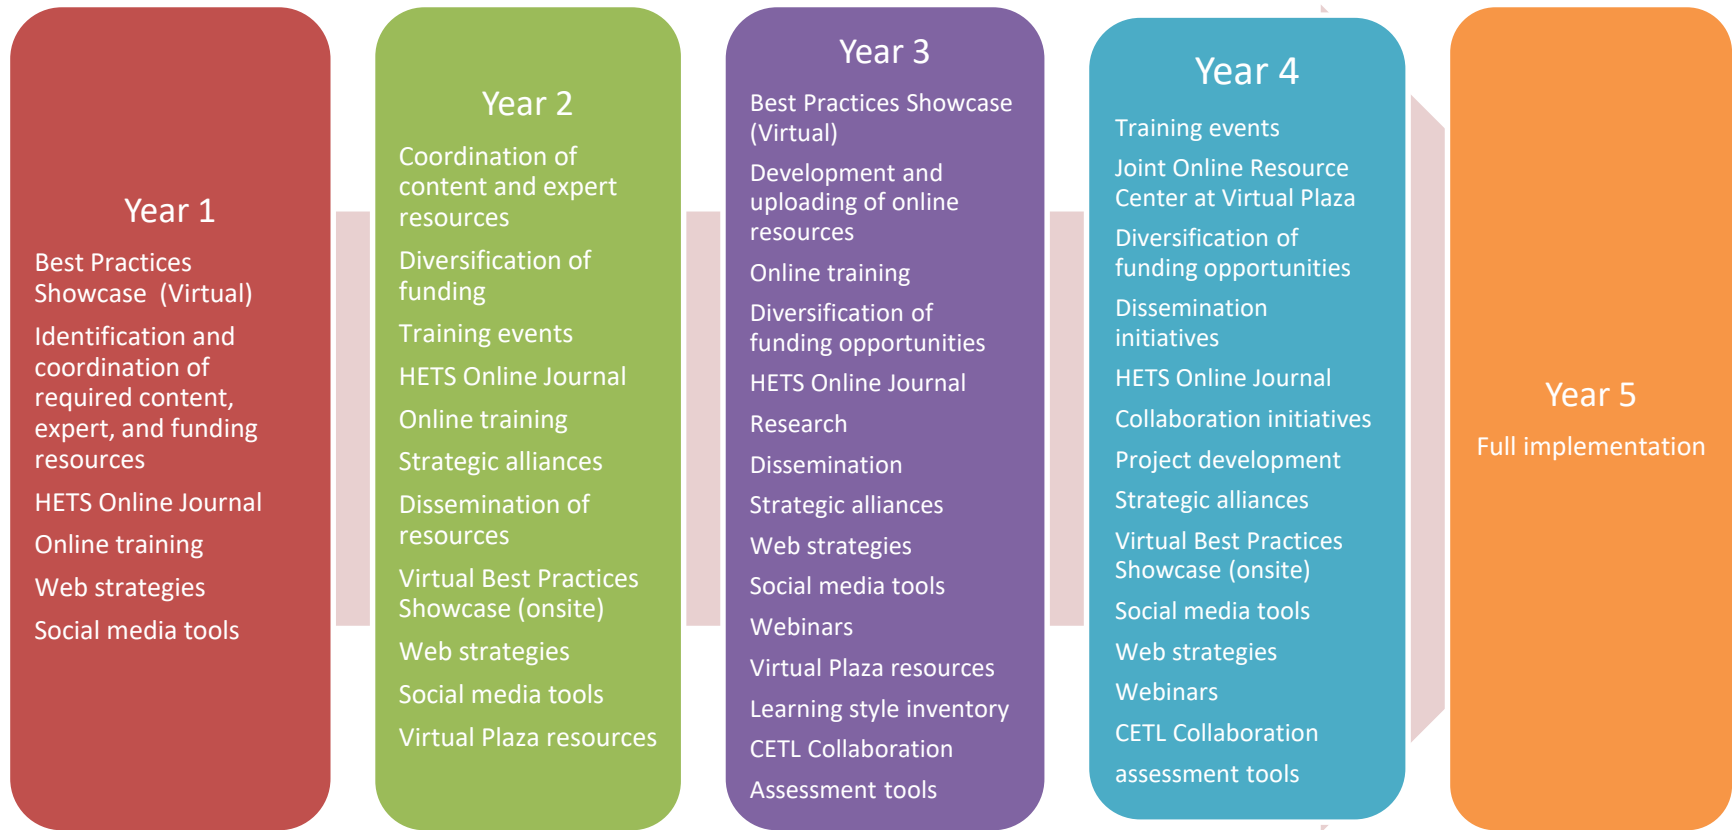 Year 1
Best Practices
Showcase  (Virtual)
Identification and
coordination of
required content,
expert, and funding
resources
HETS Online Journal
Online training
Web strategies
Social media tools
Year 2
Coordination of
content and expert
resources
Diversification of
funding
Training events
HETS Online Journal
Online training
Strategic alliances
Dissemination of
resources
Virtual Best Practices
Showcase (onsite)
Web strategies
Social media tools
Virtual Plaza resources
Year 3
Best Practices Showcase
(Virtual)
Development and
uploading of online
resources
Online training
Diversification of
funding opportunities
HETS Online Journal
Research
Dissemination
Strategic alliances
Web strategies
Social media tools
Webinars
Virtual Plaza resources
Learning style inventory
CETL Collaboration
Assessment tools
Year 4
Training events
Joint Online Resource
Center at Virtual Plaza
Diversification of
funding opportunities
Dissemination
initiatives
HETS Online Journal
Collaboration initiatives
Project development
Strategic alliances
Virtual Best Practices
Showcase (onsite)
Social media tools
Web strategies
Webinars
CETL Collaboration
assessment tools
Year 5
Full implementation